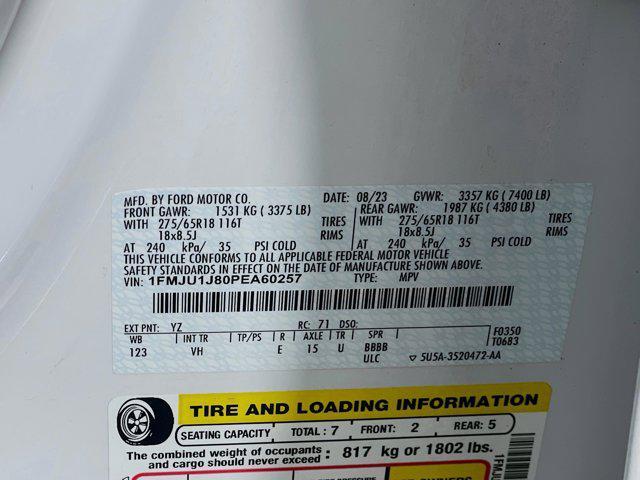 MFD. BY FORD MOTOR CO. DATE: 08/23 GVWR: 3357 KG ( 7400 LB)
FRONT GAWR: 1531 KG ( 3375 LB) REAR GAWR: 1987 KG ( 4380 LB)
WITH 275/65R18 116T TIRES WITH 275/65R18 116T TIRES
18x8.5J RIMS 18x8.5J RIMS
AT 240 kPa/ 35 PSI COLD AT 240 kPa/ 35 PSI COLD
THIS VEHICLE CONFORMS TO ALL APPLICABLE FEDERAL MOTOR VEHICLE
SAFETY STANDARDS IN EFFECT ON THE DATE OF MANUFACTURE SHOWN ABOVE.
VIN: 1FMJU1J80PEA60257 TYPE: MPV
EXT PNT: YZ RC: 71 DSO: F0350
WB INT TR TP/PS R AXLE TR SPR T0683
123 VH E 15 U BBBB
ULC 5U5A-3520472-AA
TIRE AND LOADING INFORMATION
SEATING CAPACITY TOTAL : 7 FRONT: 2 REAR: 5
The combined weight of occupants and cargo should never exceed : 817 kg or 1802 lbs.
1FMJU